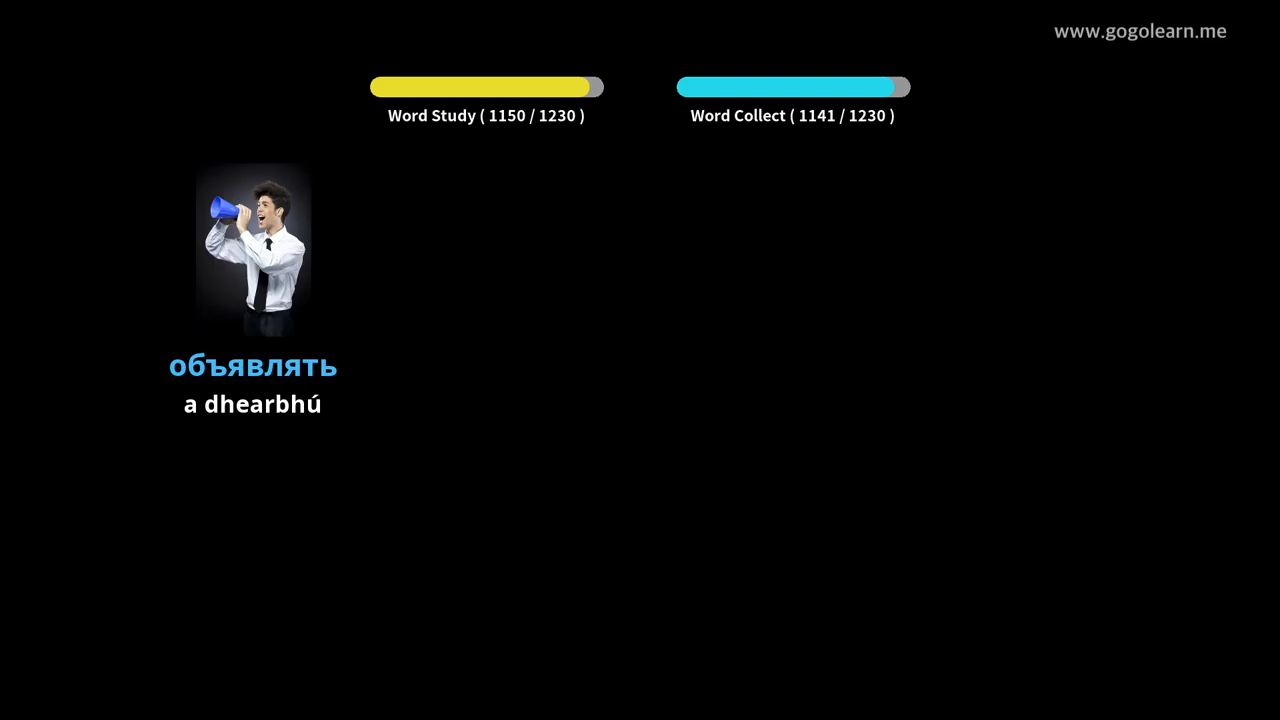 www.gogolearn.me
Word Study ( 1150 / 1230 )
Word Collect ( 1141 / 1230 )
объявлять
a dhearbhú